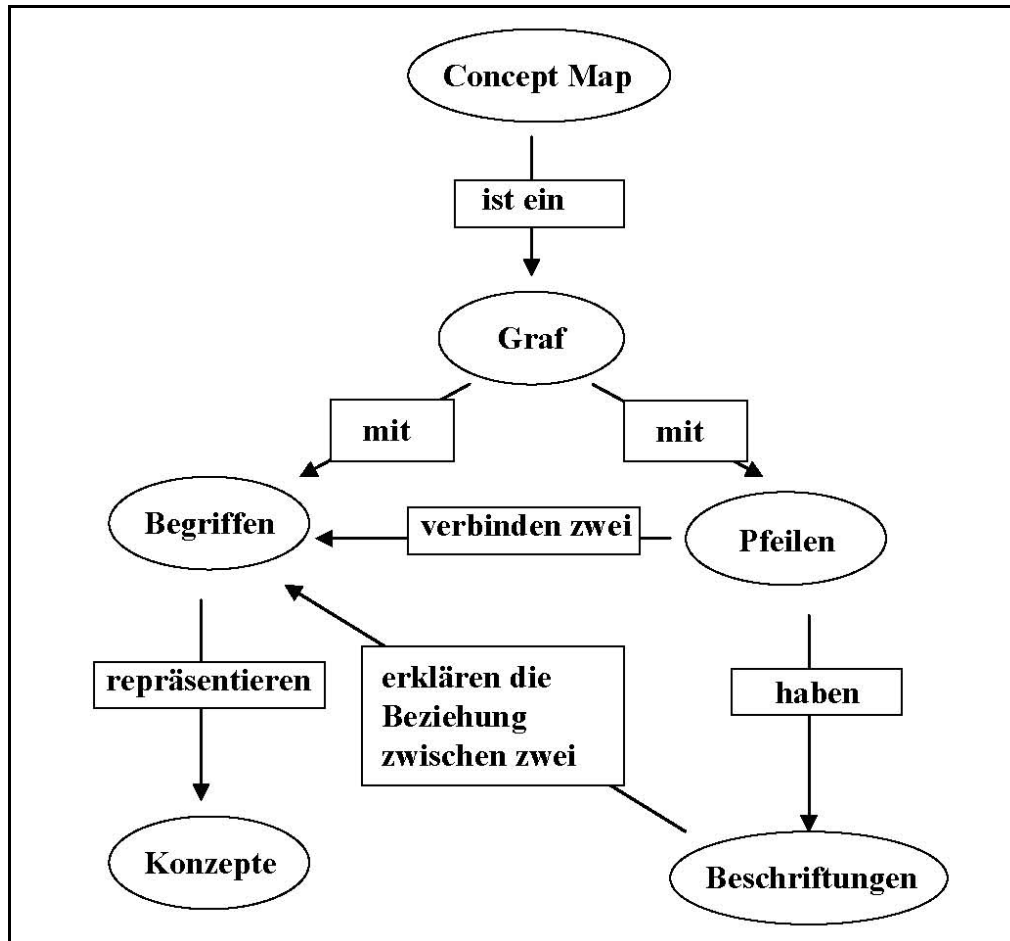 Concept Map
ist ein
Graf
mit
mit
Begriffen
verbinden zwei
Pfeilen
repräsentieren
erklären die
Beziehung
zwischen zwei
haben
Konzepte
Beschriftungen